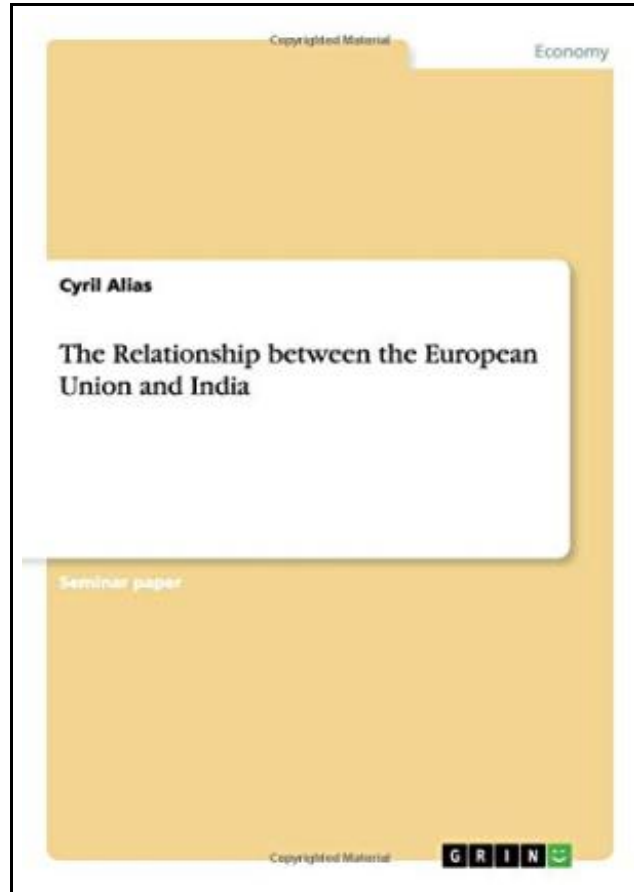 Copyrighted Material
Economy
Cyril Alias
The Relationship between the European
Union and India
Seminar paper
Copyrighted Material
GRIN